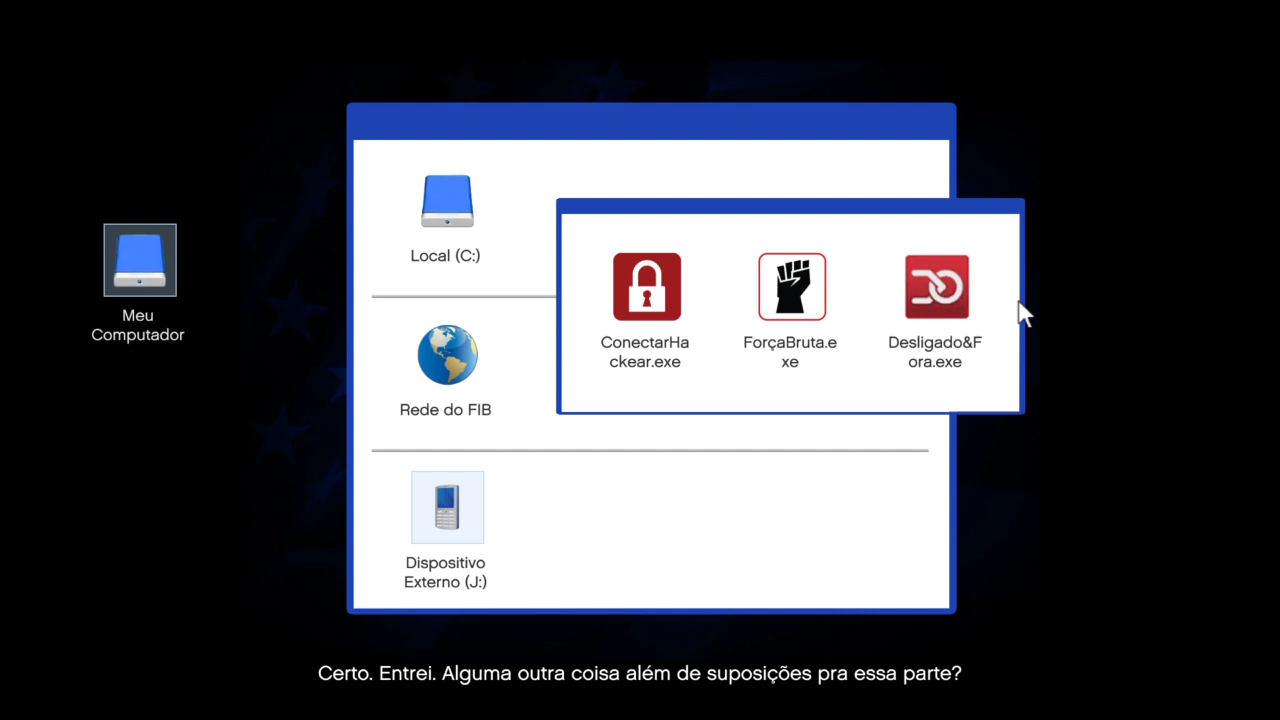 Meu
Computador
Local (C:)
Rede do FIB
Dispositivo
Externo (J:)
ConectarHa
ckear.exe
ForçaBruta.e
xe
Desligado&F
ora.exe
Certo. Entrei. Alguma outra coisa além de suposições pra essa parte?